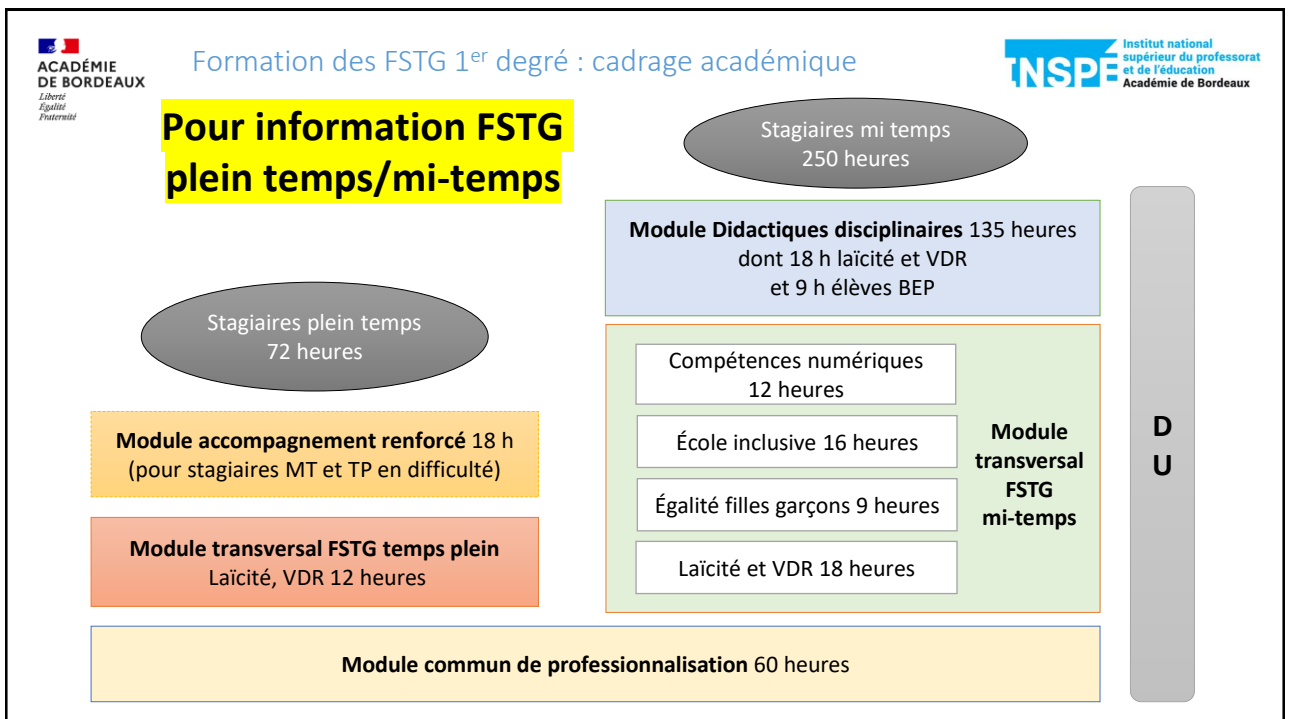 ACADÉMIE
DE BORDEAUX
Liberté
Égalité
Fraternité
Formation des FSTG 1er degré : cadrage académique
INSPÉ
Institut national
supérieur du professorat
et de l'éducation
Académie de Bordeaux
Pour information FSTG
plein temps/mi-temps
Stagiaires mi temps
250 heures
Module Didactiques disciplinaires 135 heures
dont 18 h laïcité et VDR
et 9 h élèves BEP
Stagiaires plein temps
72 heures
Module accompagnement renforcé 18 h
(pour stagiaires MT et TP en difficulté)
Module transversal FSTG temps plein
Laïcité, VDR 12 heures
Compétences numériques
12 heures
École inclusive 16 heures
Égalité filles garçons 9 heures
Laïcité et VDR 18 heures
Module
transversal
FSTG
mi-temps
D
U
Module commun de professionnalisation 60 heures